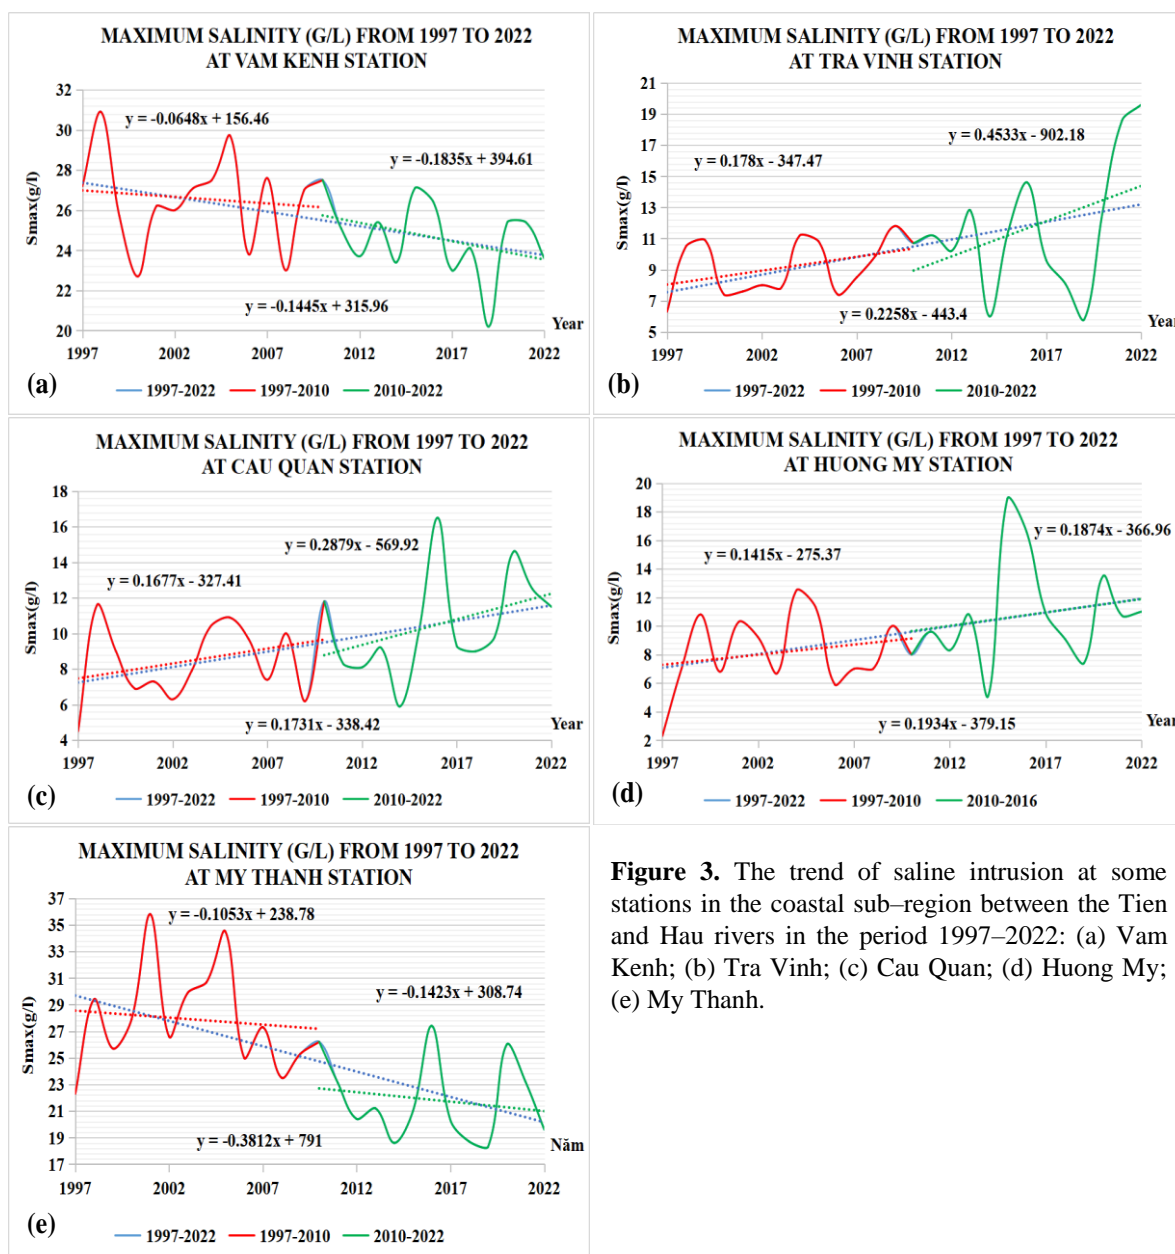 MAXIMUM SALINITY (G/L) FROM 1997 TO 2022
AT VAM KENH STATION
Smax(g/l)
32
30
28
26
24
22
20
y = -0.0648x + 156.46
y = -0.1835x + 394.61
y = -0.1445x + 315.96
Year
1997 2002 2007 2012 2017 2022
(a)
1997-2022 1997-2010 2010-2022
MAXIMUM SALINITY (G/L) FROM 1997 TO 2022
AT TRA VINH STATION
Smax(g/l)
21
19
17
15
13
11
9
7
5
y = 0.4533x - 902.18
y = 0.178x - 347.47
y = 0.2258x - 443.4
Year
1997 2002 2007 2012 2017 2022
(b)
1997-2022 1997-2010 2010-2022
MAXIMUM SALINITY (G/L) FROM 1997 TO 2022
AT CAU QUAN STATION
Smax(g/l)
18
16
14
12
10
8
6
4
y = 0.2879x - 569.92
y = 0.1677x - 327.41
y = 0.1731x - 338.42
Year
1997 2002 2007 2012 2017 2022
(c)
1997-2022 1997-2010 2010-2022
MAXIMUM SALINITY (G/L) FROM 1997 TO 2022
AT HUONG MY STATION
Smax(g/l)
20
18
16
14
12
10
8
6
4
2
y = 0.1874x - 366.96
y = 0.1415x - 275.37
y = 0.1934x - 379.15
Year
1997 2002 2007 2012 2017 2022
(d)
1997-2022 1997-2010 2010-2016
MAXIMUM SALINITY (G/L) FROM 1997 TO 2022
AT MY THANH STATION
Smax(g/l)
37
35
33
31
29
27
25
23
21
19
17
y = -0.1053x + 238.78
y = -0.1423x + 308.74
y = -0.3812x + 791
Năm
1997 2002 2007 2012 2017 2022
(e)
1997-2022 1997-2010 2010-2022
Figure 3. The trend of saline intrusion at some
stations in the coastal sub–region between the Tien
and Hau rivers in the period 1997–2022: (a) Vam
Kenh; (b) Tra Vinh; (c) Cau Quan; (d) Huong My;
(e) My Thanh.